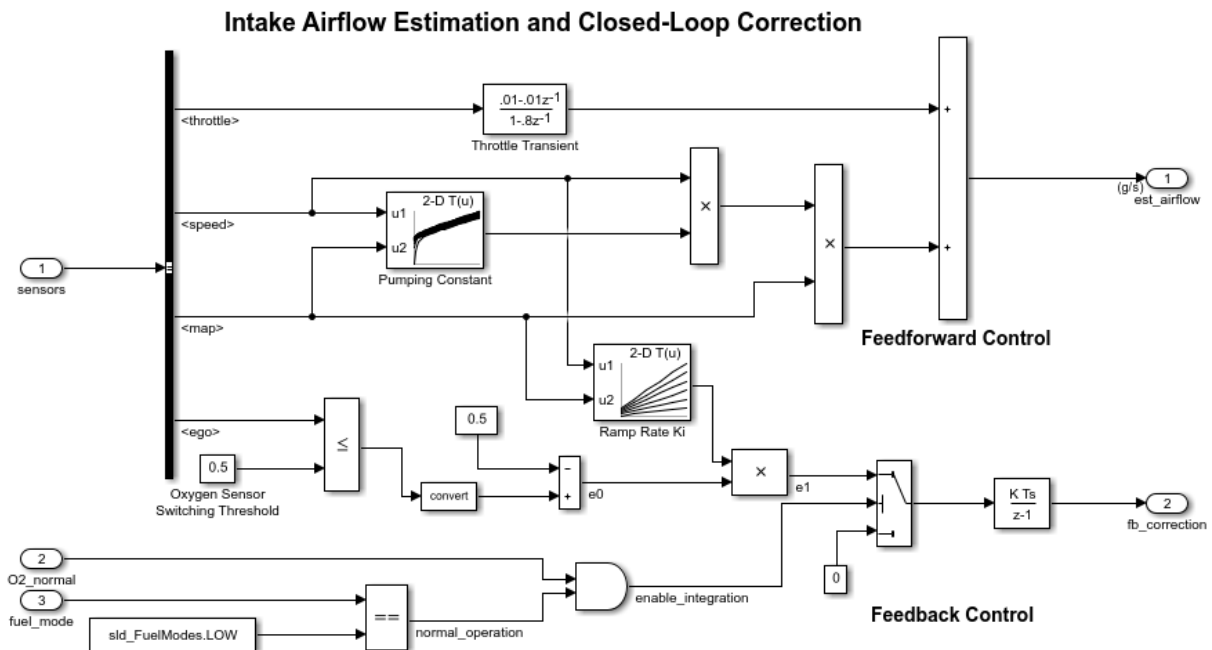 Intake Airflow Estimation and Closed-Loop Correction
<throttle>
.01-.01z-1
1-.8z-1
Throttle Transient
+
<speed>
2-D T(u)
u1
u2
Pumping Constant
×
×
(g/s)
1
est_airflow
+
1
sensors
<map>
Feedforward Control
2-D T(u)
u1
u2
Ramp Rate Ki
<ego>
0.5
Oxygen Sensor
Switching Threshold
≤
convert
0.5
−
+
e0
×
e1
K Ts
z-1
2
fb_correction
0
2
O2_normal
3
fuel_mode
sld_FuelModes.LOW
==
normal_operation
enable_integration
Feedback Control